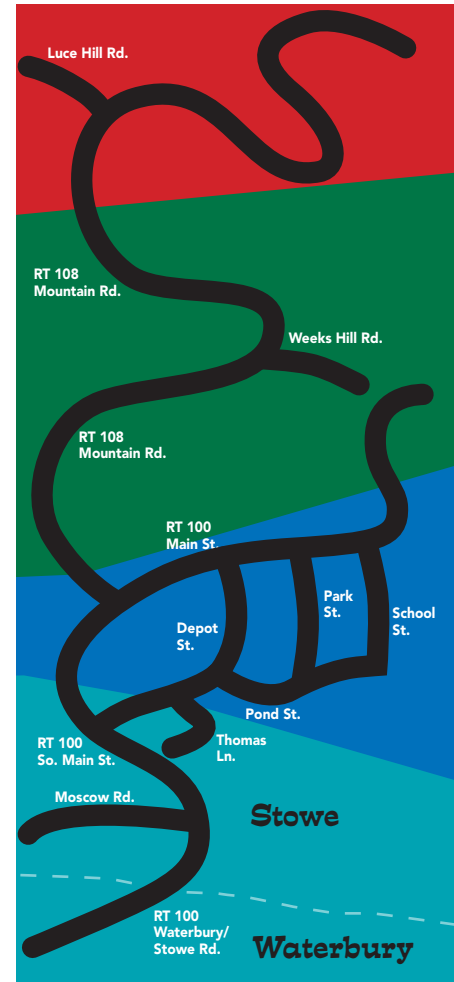 Luce Hill Rd.
RT 108
Mountain Rd.
Weeks Hill Rd.
RT 108
Mountain Rd.
RT 100
Main St.
Park
St.
School
St.
Depot
St.
Pond St.
RT 100
So. Main St.
Thomas
Ln.
Moscow Rd.
Stowe
RT 100
Waterbury/
Stowe Rd.
Waterbury